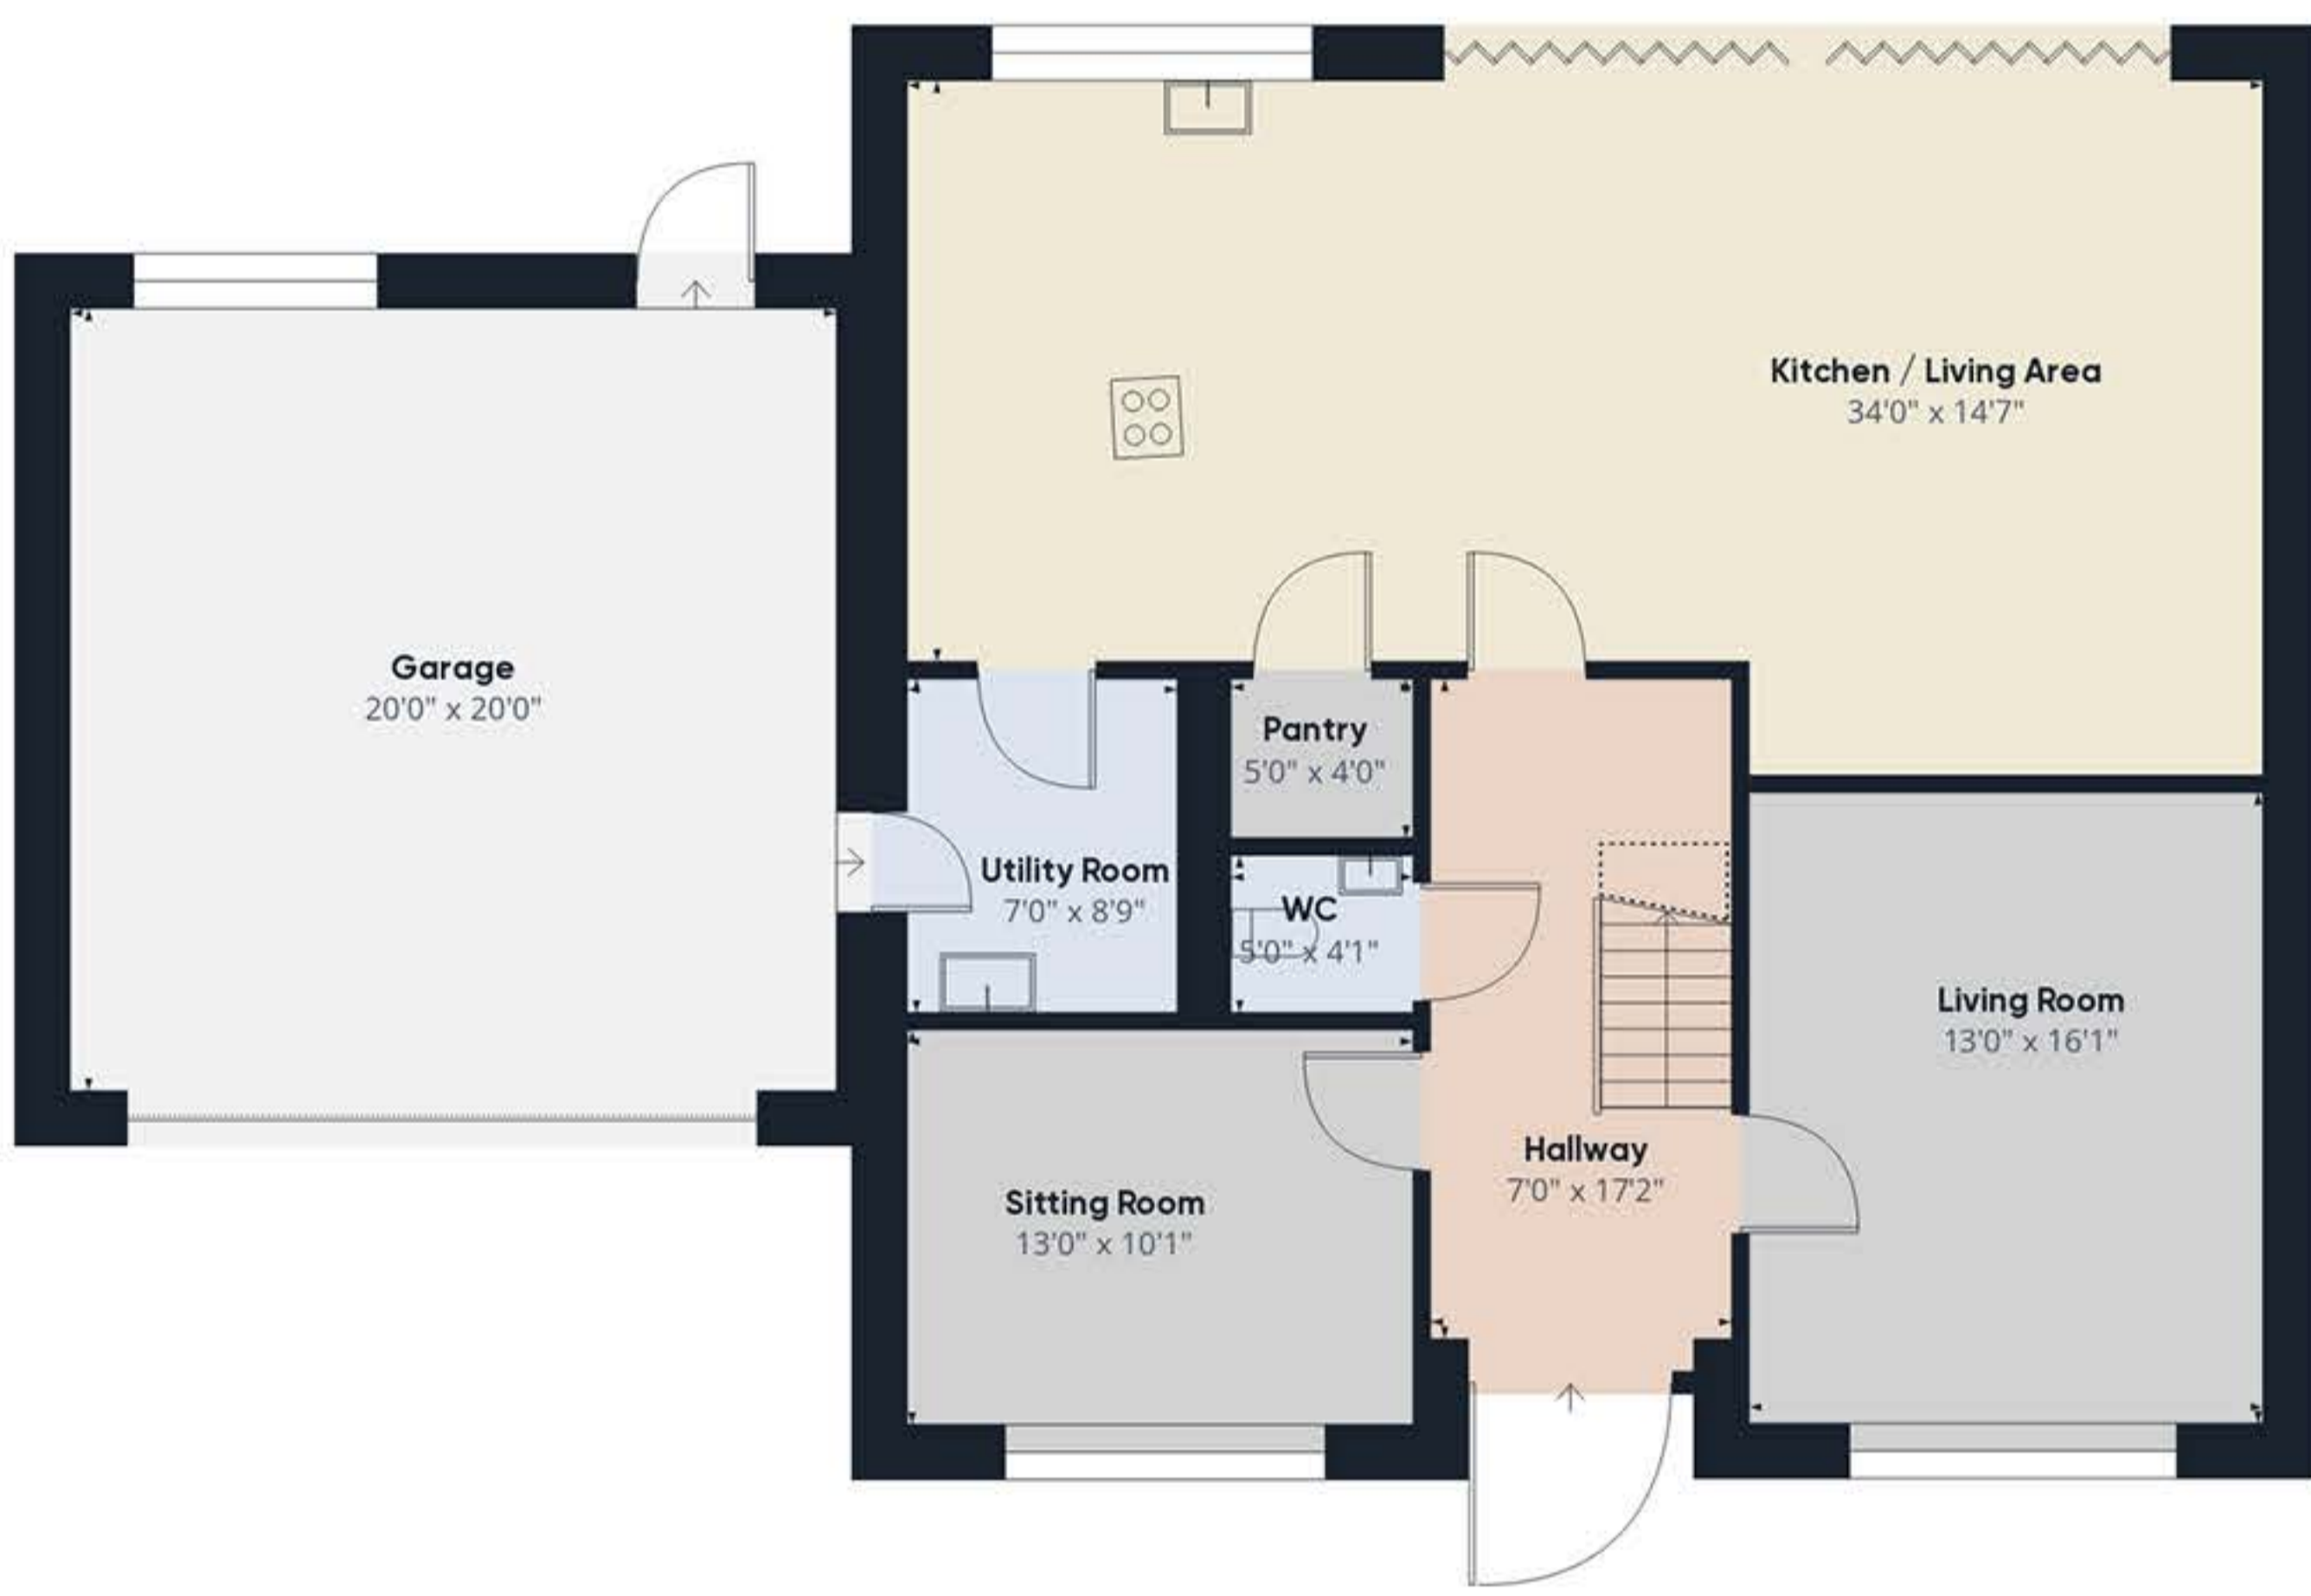 Kitchen / Living Area
34'0" x 14'7"
Garage
20'0" x 20'0"
Pantry
5'0" x 4'0"
Utility Room
7'0" x 8'9"
WC
5'0" x 4'1"
Living Room
13'0" x 16'1"
Hallway
7'0" x 17'2"
Sitting Room
13'0" x 10'1"